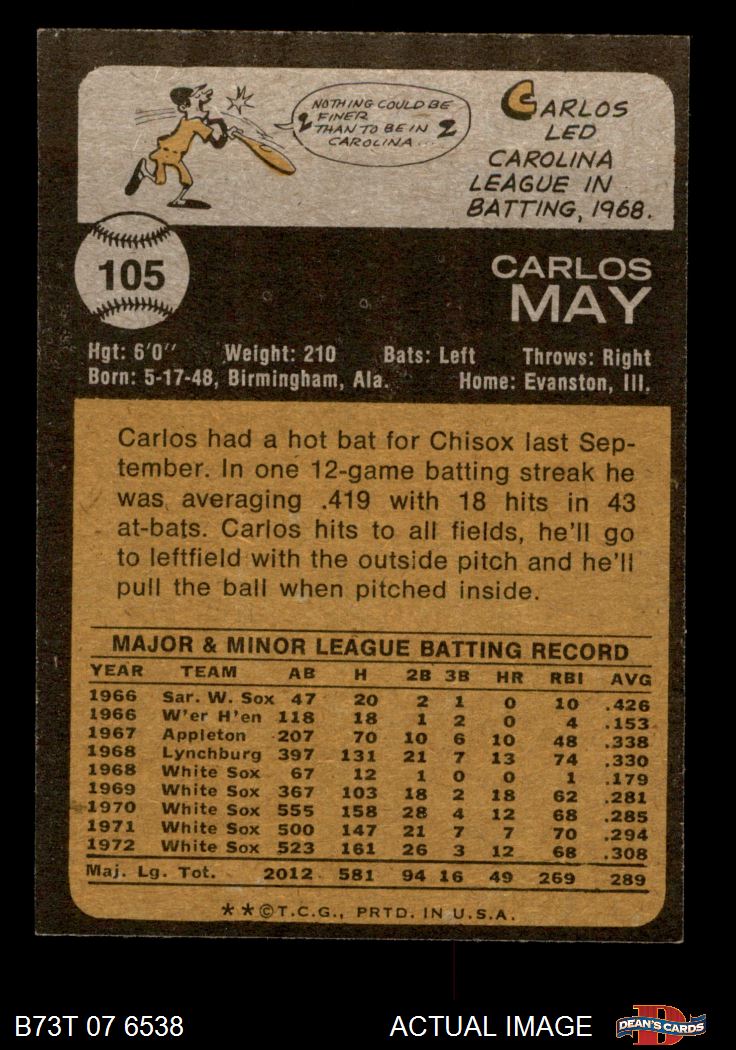 NOTHING COULD BE
FINER
THAN TO BE IN
CAROLINA...
CARLOS
LED
CAROLINA
LEAGUE IN
BATTING, 1968.
105
CARLOS
MAY
Hgt: 6'0'' Weight: 210 Bats: Left Throws: Right
Born: 5-17-48, Birmingham, Ala. Home: Evanston, Ill.
Carlos had a hot bat for Chisox last Sep-
tember. In one 12-game batting streak he
was averaging .419 with 18 hits in 43
at-bats. Carlos hits to all fields, he'll go
to leftfield with the outside pitch and he'll
pull the ball when pitched inside.
MAJOR & MINOR LEAGUE BATTING RECORD
YEAR TEAM AB H 2B 3B HR RBI AVG
1966 Sar. W. Sox 47 20 2 1 0 10 .426
1966 W'er H'en 118 18 1 2 0 4 .153
1967 Appleton 207 70 10 6 10 48 .338
1968 Lynchburg 397 131 21 7 13 74 .330
1968 White Sox 67 12 1 0 0 1 .179
1969 White Sox 367 103 18 2 18 62 .281
1970 White Sox 555 158 28 4 12 68 .285
1971 White Sox 500 147 21 7 7 70 .294
1972 White Sox 523 161 26 3 12 68 .308
Maj. Lg. Tot. 2012 581 94 16 49 269 289
**©T.C.G., PRTD. IN U.S.A.
B73T 07 6538 ACTUAL IMAGE DEAN'S CARDS